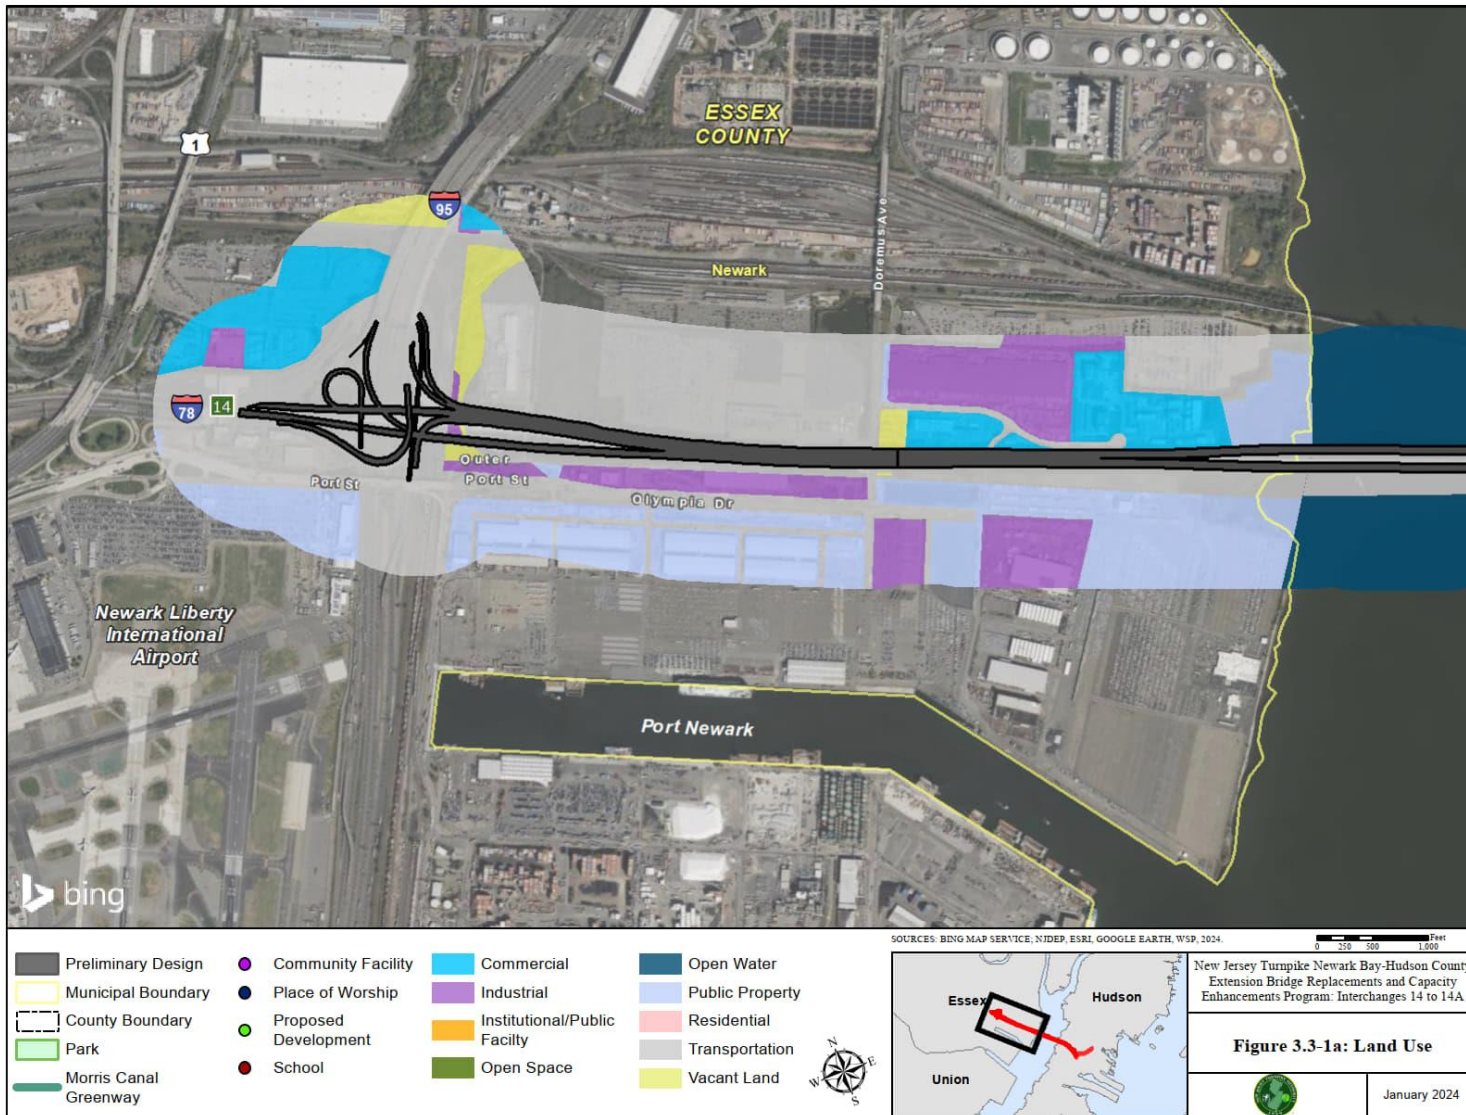 ESSEX
COUNTY
1
95
Doremus Ave
Newark
78
14
Outer
Port St
Port St
Olympia Dr
Newark Liberty
International
Airport
Port Newark
bing
SOURCES: BING MAP SERVICE; NJDEP, ESRI, GOOGLE EARTH, WSP, 2024.
Feet
0 250 500 1,000
Preliminary Design
Municipal Boundary
County Boundary
Park
Morris Canal
Greenway
Community Facility
Place of Worship
Proposed
Development
School
Commercial
Industrial
Institutional/Public
Facilty
Open Space
Open Water
Public Property
Residential
Transportation
Vacant Land
N
E
S
W
Essex
Hudson
Union
New Jersey Turnpike Newark Bay-Hudson County
Extension Bridge Replacements and Capacity
Enhancements Program: Interchanges 14 to 14A
Figure 3.3-1a: Land Use
January 2024